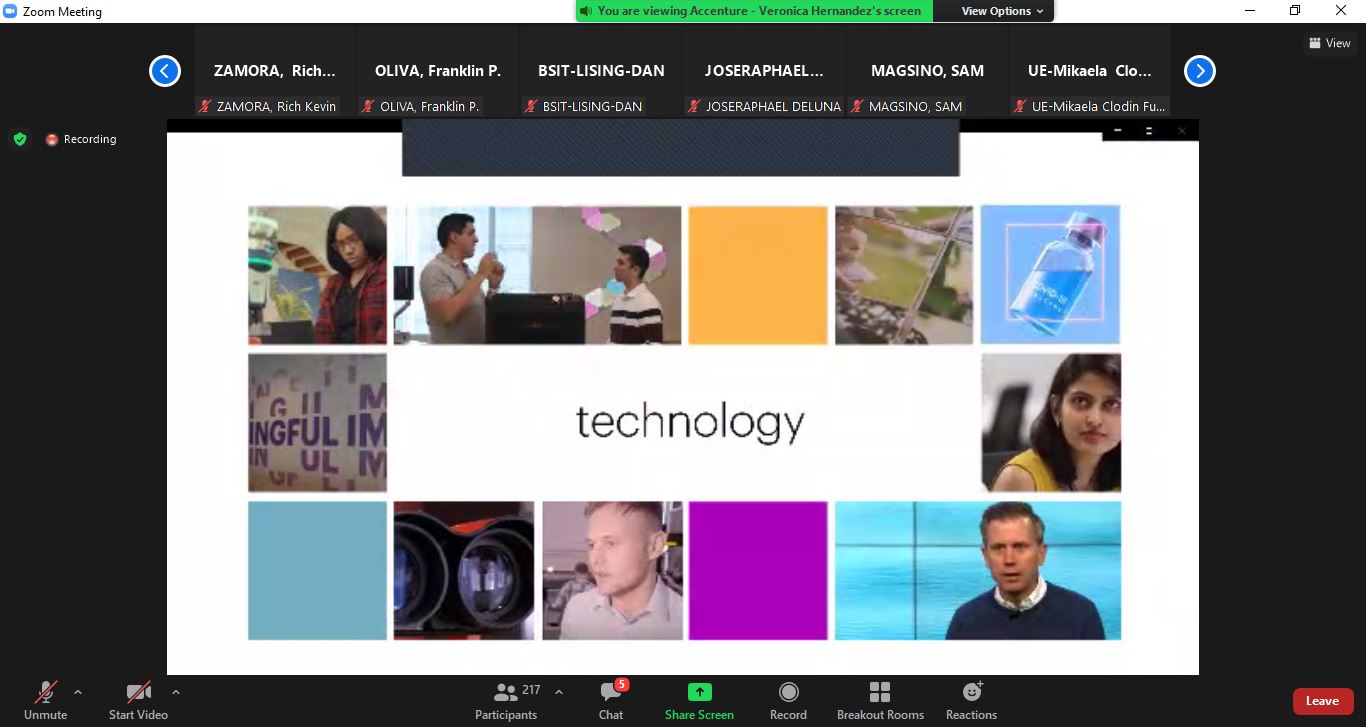 Zoom Meeting
You are viewing Accenture - Veronica Hernandez's screen
View Options
View
ZAMORA, Rich...
OLIVA, Franklin P.
BSIT-LISING-DAN
JOSERAPHAEL...
MAGSINO, SAM
UE-Mikaela Clo...
ZAMORA, Rich Kevin
OLIVA, Franklin P.
BSIT-LISING-DAN
JOSERAPHAEL DELUNA
MAGSINO, SAM
UE-Mikaela Clodin Fu...
Recording
COVID-19
INGFUL IM
technology
Unmute
Start Video
217
Participants
5
Chat
Share Screen
Record
Breakout Rooms
Reactions
Leave